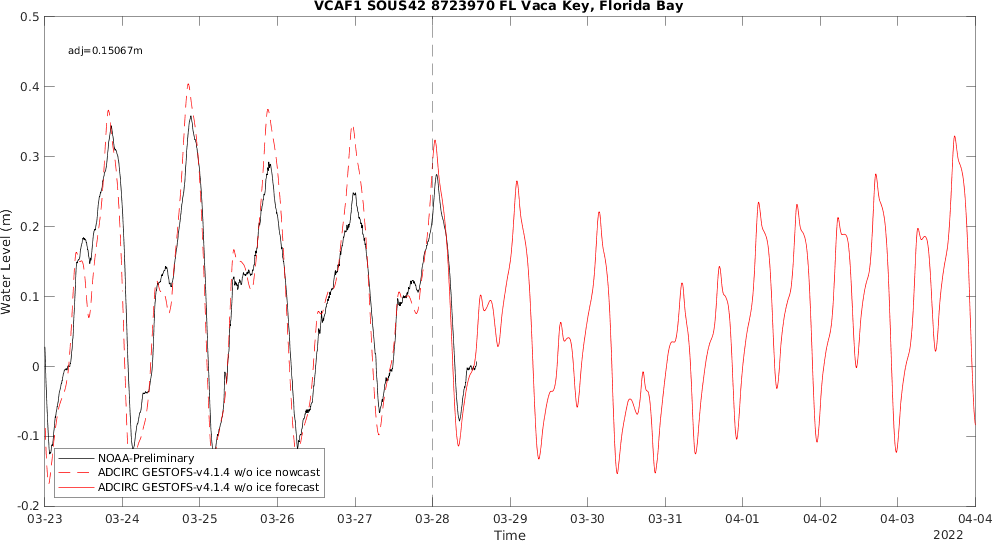 VCAF1 SOUS42 8723970 FL Vaca Key, Florida Bay
adj=0.15067m
Water Level (m)
0.5
0.4
0.3
0.2
0.1
0
-0.1
-0.2
NOAA-Preliminary
ADCIRC GESTOFS-v4.1.4 w/o ice nowcast
ADCIRC GESTOFS-v4.1.4 w/o ice forecast
03-23 03-24 03-25 03-26 03-27 03-28 03-29 03-30 03-31 04-01 04-02 04-03 04-04
Time
2022